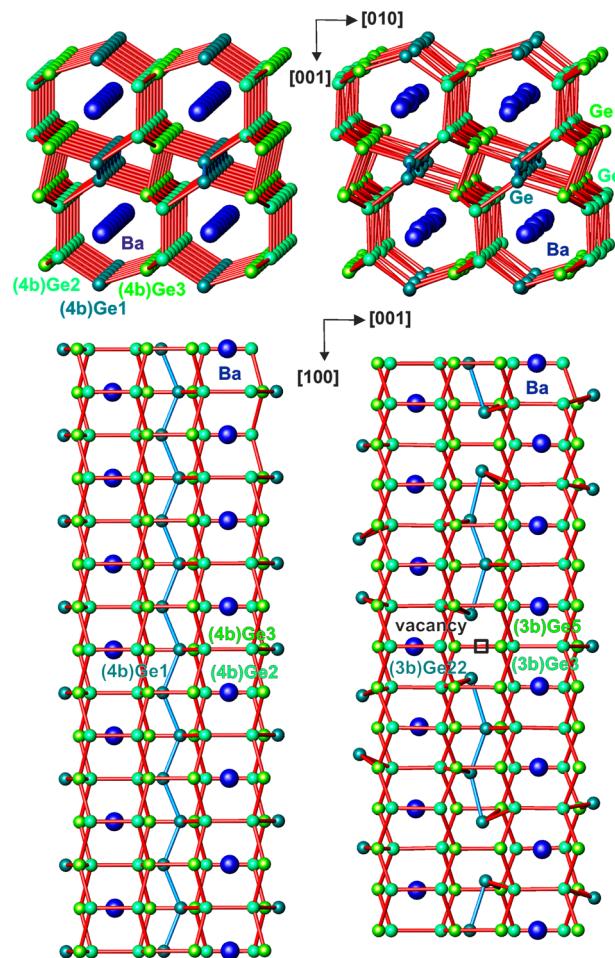 [010]
[001]
Ge
Ge
Ge
Ba
Ba
(4b)Ge2
(4b)Ge3
(4b)Ge1
[001]
[100]
Ba
Ba
(4b)Ge3
(4b)Ge1
(4b)Ge2
vacancy
(3b)Ge5
(3b)Ge22
(3b)Ge3